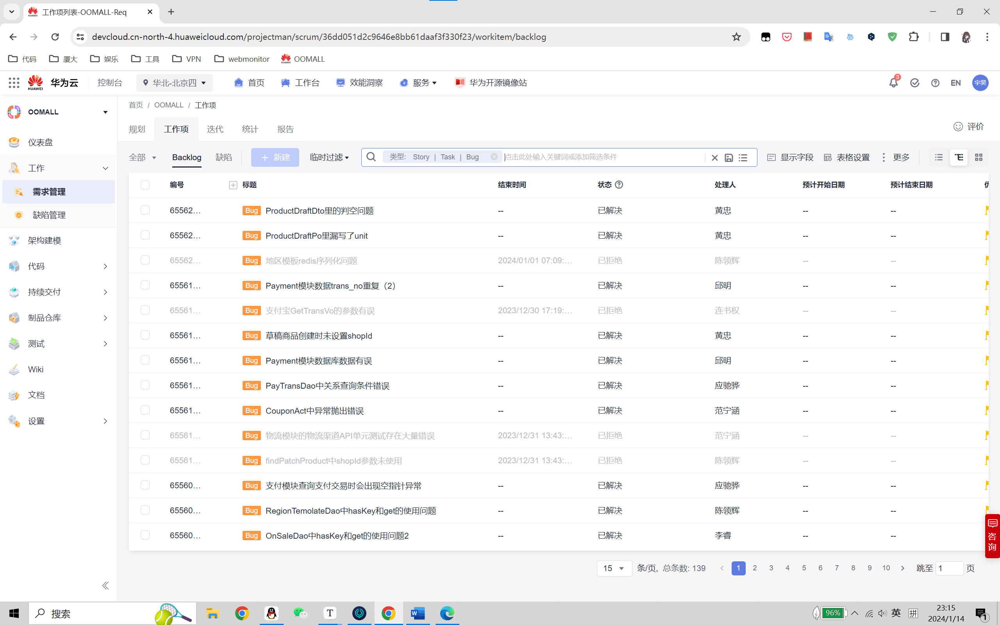 工作项列表-OOMALL-Req
devcloud.cn-north-4.huaweicloud.com/projectman/scrum/36dd051d2c9646e8bb61daaf3f330f23/workitem/backlog
代码 厦大 娱乐 工具 VPN webmonitor OOMALL
HUAWEI 华为云 控制台 华北-北京四 首页 工作台 效能洞察 服务 华为开源镜像站 3 EN 宇昊
OOMALL
仪表盘
工作
需求管理
缺陷管理
架构建模
代码
持续交付
制品仓库
测试
Wiki
文档
设置
首页 / OOMALL / 工作项
规划 工作项 迭代 统计 报告 评价
全部 Backlog 缺陷 新建 临时过滤 类型: Story | Task | Bug 点击此处输入关键词或添加筛选条件 显示字段 表格设置 更多
编号 标题 结束时间 状态 处理人 预计开始日期 预计结束日期
65562... Bug ProductDraftDto里的判空问题 -- 已解决 黄忠 -- --
65562... Bug ProductDraftPo里漏写了unit -- 已解决 黄忠 -- --
65562... Bug 地区模板redis序列化问题 2024/01/01 07:09:... 已拒绝 陈领辉 -- --
65561... Bug Payment模块数据trans_no重复（2） -- 已解决 邱明 -- --
65561... Bug 支付宝GetTransVo的参数有误 2023/12/30 17:19:... 已拒绝 连书权 -- --
65561... Bug 草稿商品创建时未设置shopId -- 已解决 黄忠 -- --
65561... Bug Payment模块数据库数据有误 -- 已解决 邱明 -- --
65561... Bug PayTransDao中关系查询条件错误 -- 已解决 应驰骅 -- --
65561... Bug CouponAct中异常抛出错误 -- 已解决 范宁涵 -- --
65561... Bug 物流模块的物流渠道API单元测试存在大量错误 2023/12/31 13:43:... 已拒绝 范宁涵 -- --
65561... Bug findPatchProduct中shopId参数未使用 2023/12/31 13:43:... 已拒绝 陈领辉 -- --
65560... Bug 支付模块查询支付交易时会出现空指针异常 -- 已解决 应驰骅 -- --
65560... Bug RegionTemolateDao中hasKey和get的使用问题 -- 已解决 陈领辉 -- --
65560... Bug OnSaleDao中hasKey和get的使用问题2 -- 已解决 李睿 -- --
咨询
15 条/页, 总条数: 139 1 2 3 4 5 6 7 8 9 10 跳至 1 页
搜索 T W 96% 英 拼 23:15
2024/1/14 1